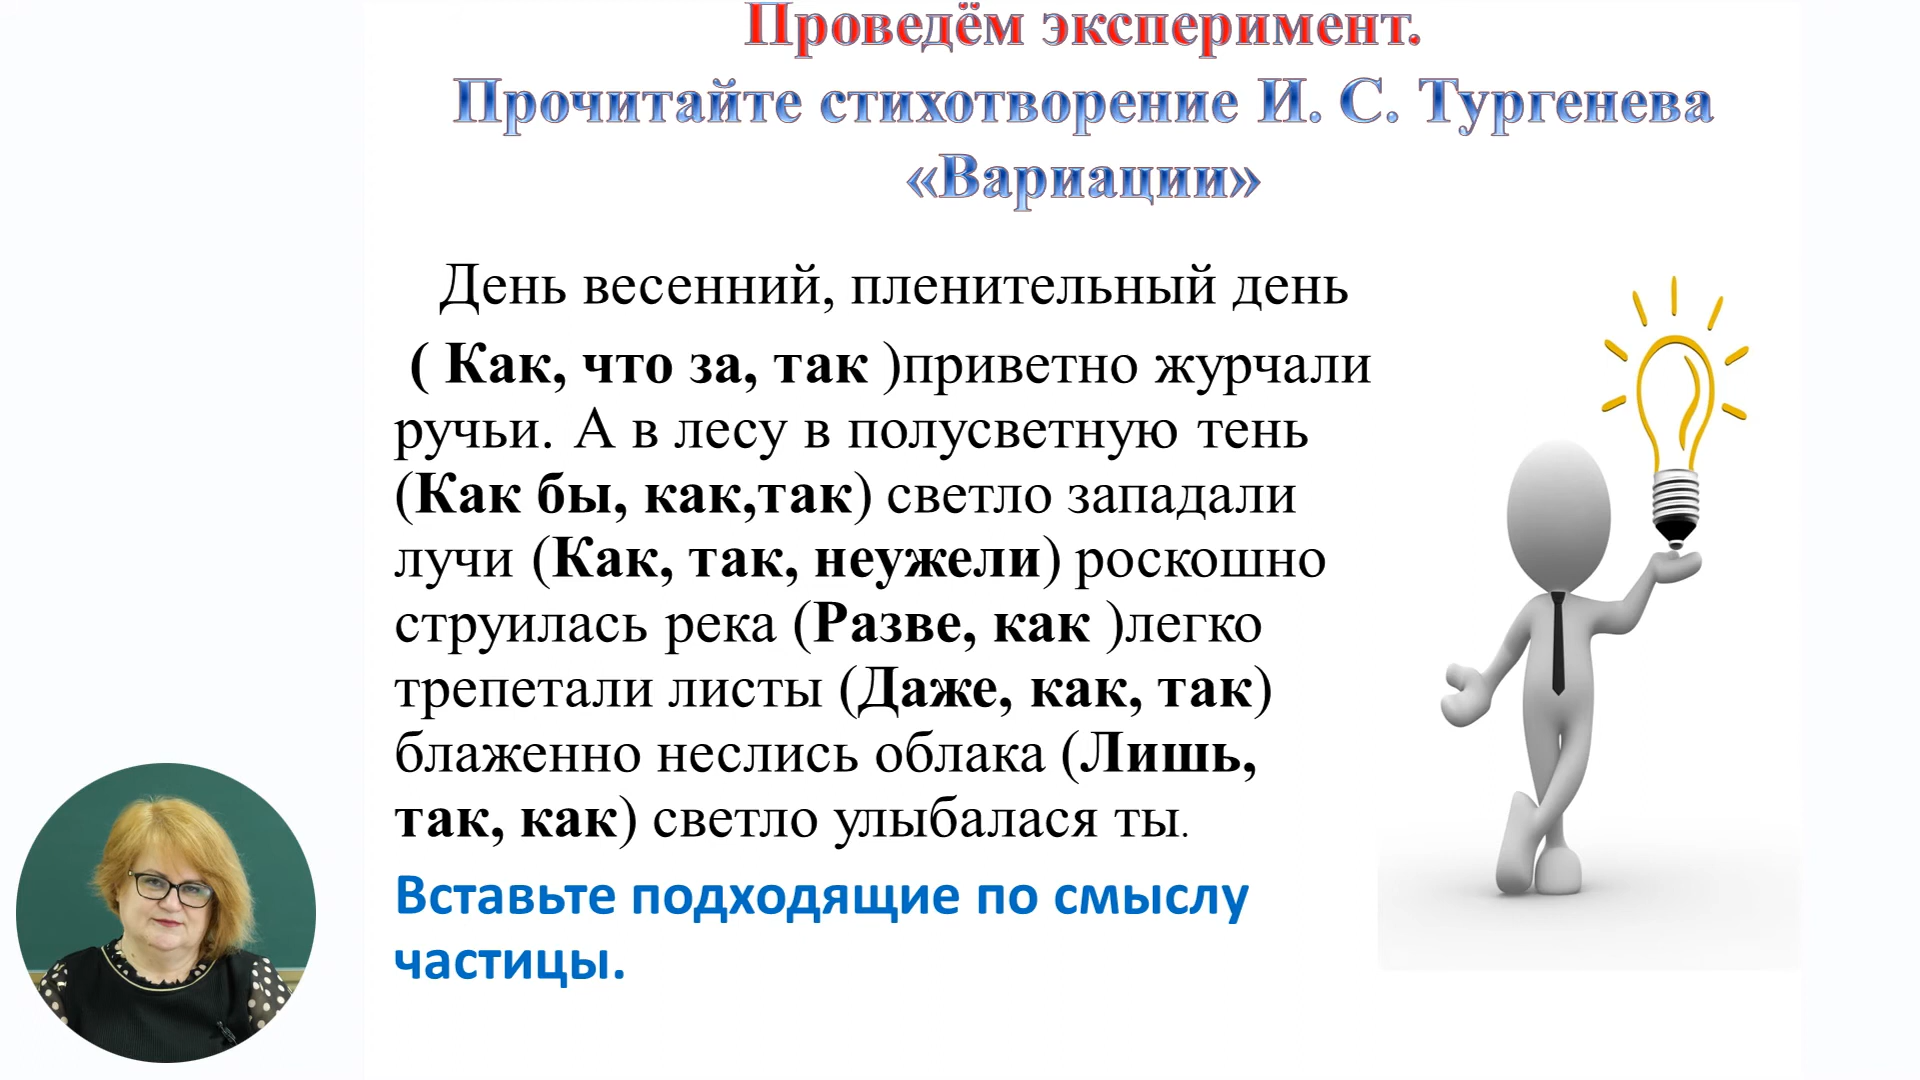 Проведём эксперимент.
Прочитайте стихотворение И. С. Тургенева
«Вариации»
День весенний, пленительный день
( Как, что за, так )приветно журчали
ручьи. А в лесу в полусветную тень
(Как бы, как,так) светло западали
лучи (Как, так, неужели) роскошно
струилась река (Разве, как )легко
трепетали листы (Даже, как, так)
блаженно неслись облака (Лишь,
так, как) светло улыбалася ты.
Вставьте подходящие по смыслу
частицы.